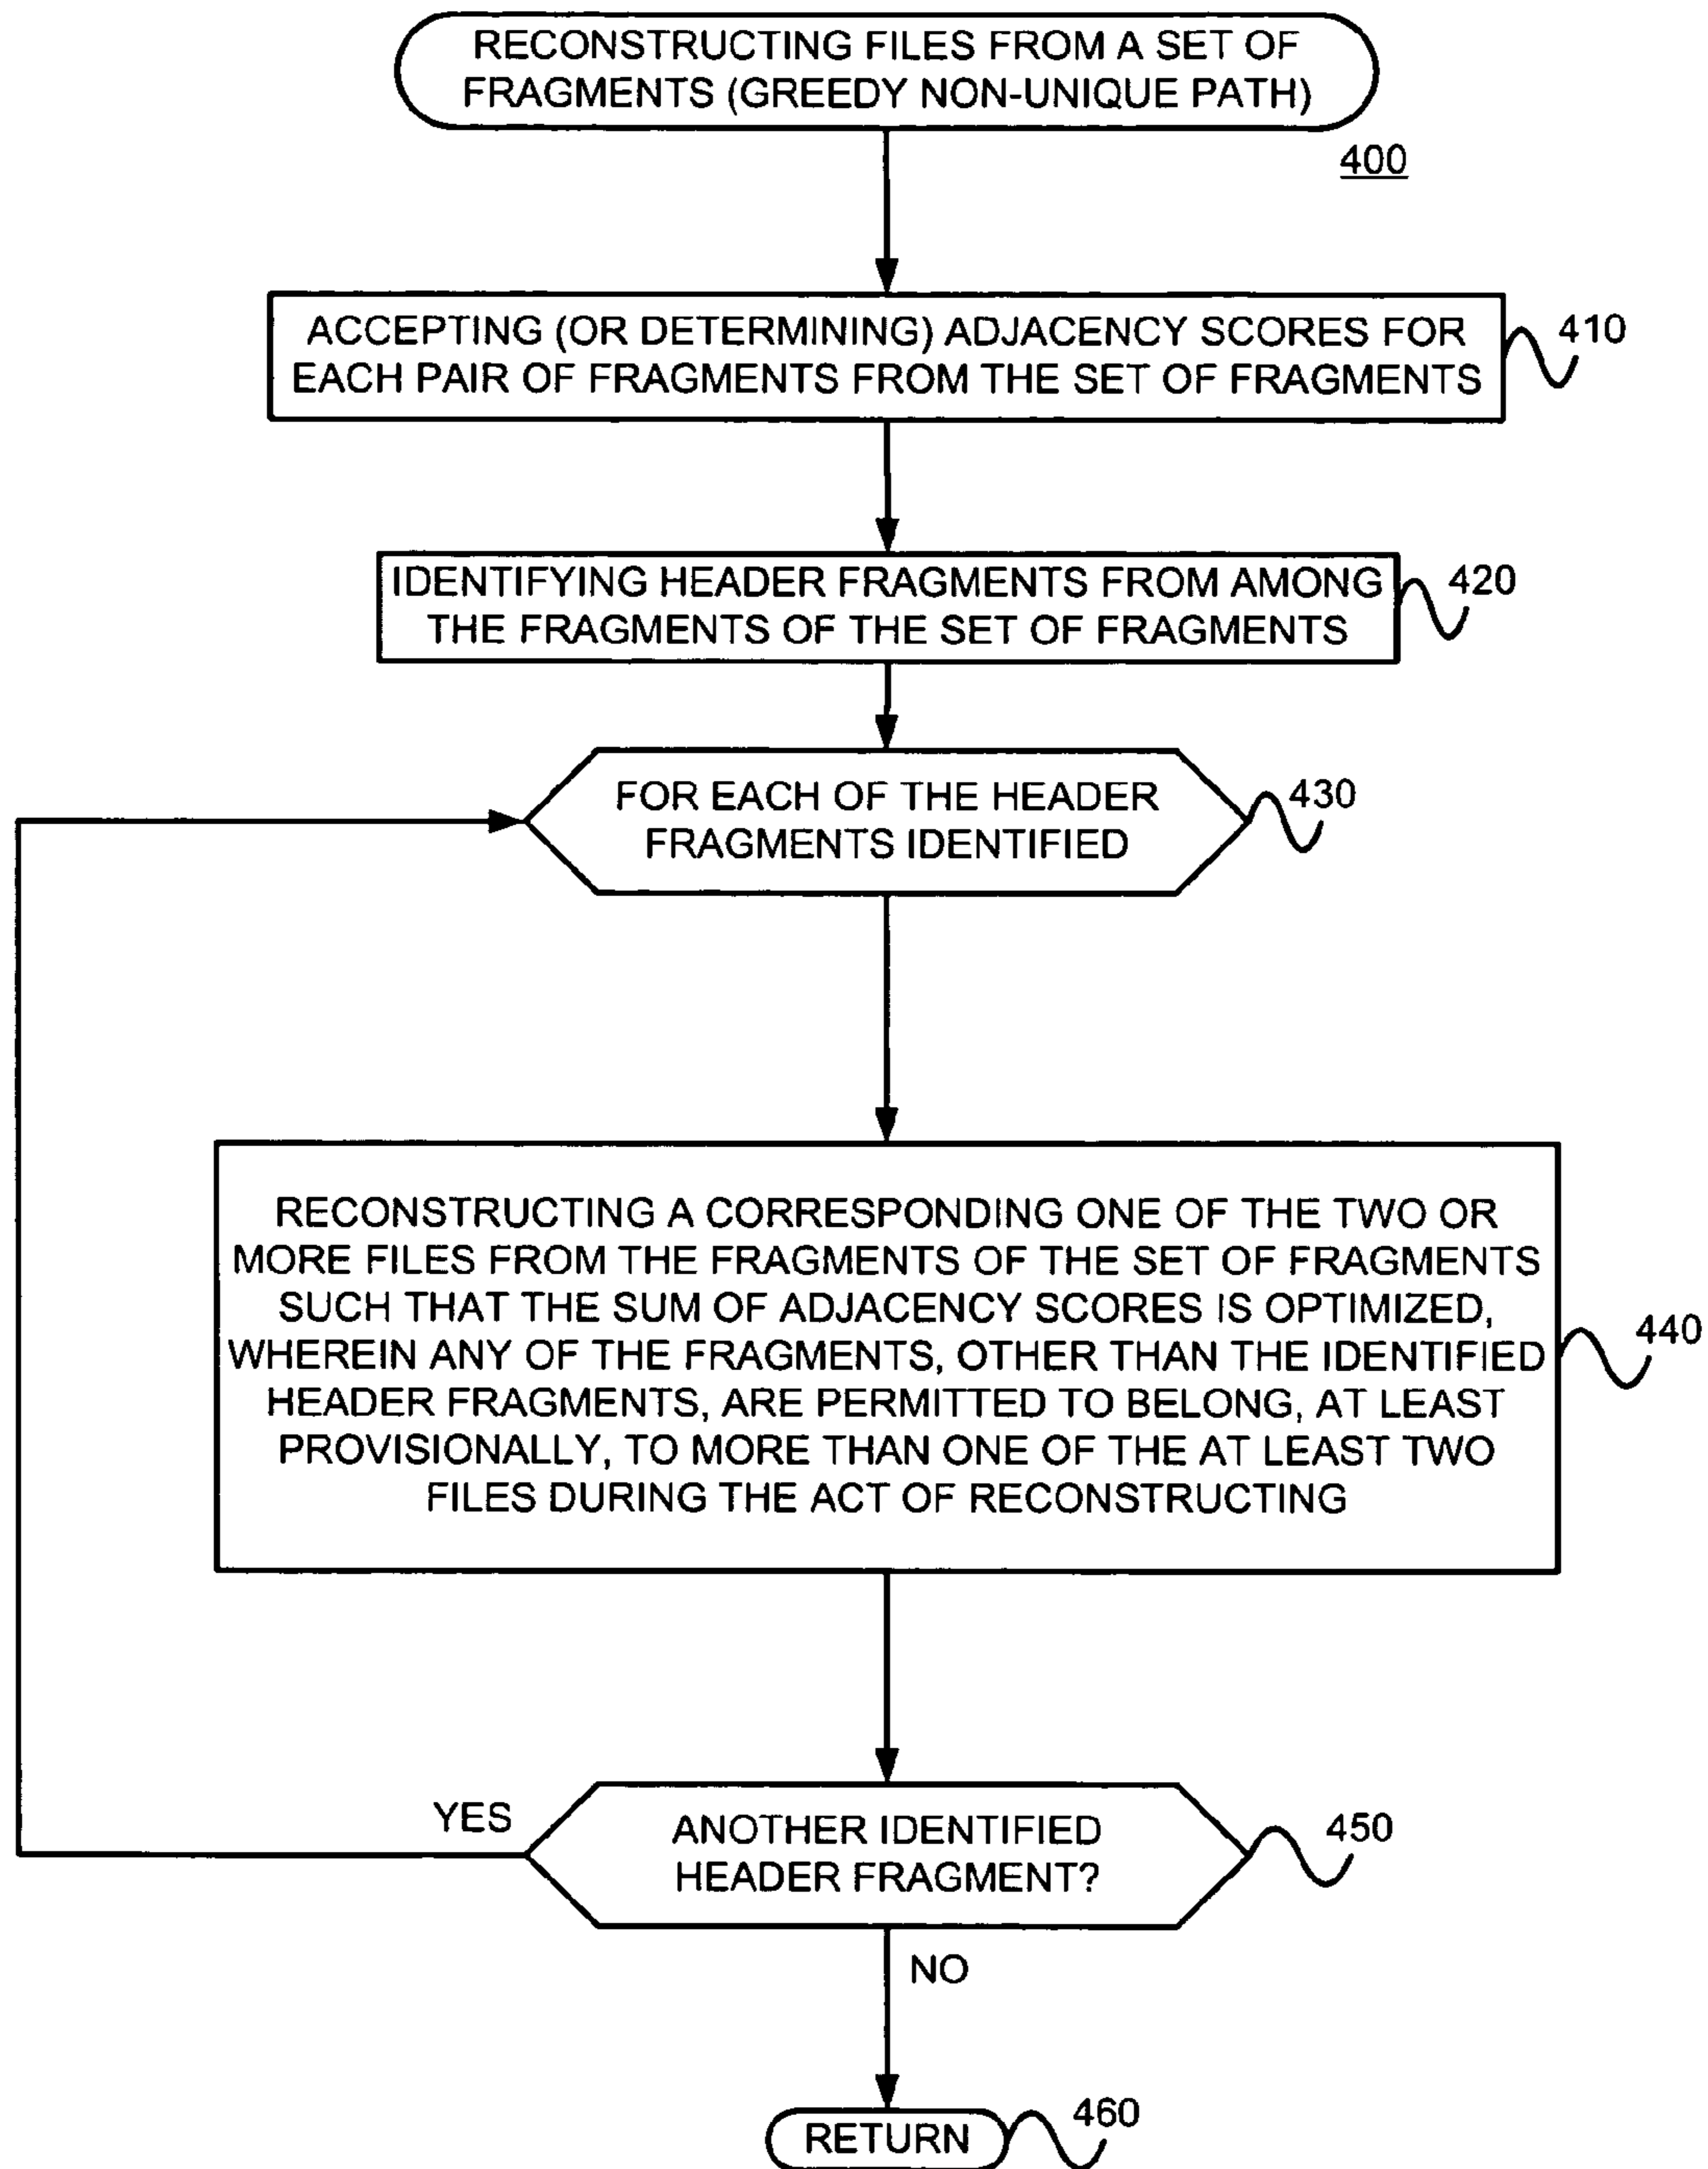 RECONSTRUCTING FILES FROM A SET OF
FRAGMENTS (GREEDY NON-UNIQUE PATH)
400
ACCEPTING (OR DETERMINING) ADJACENCY SCORES FOR
EACH PAIR OF FRAGMENTS FROM THE SET OF FRAGMENTS
410
IDENTIFYING HEADER FRAGMENTS FROM AMONG
THE FRAGMENTS OF THE SET OF FRAGMENTS
420
FOR EACH OF THE HEADER
FRAGMENTS IDENTIFIED
430
RECONSTRUCTING A CORRESPONDING ONE OF THE TWO OR
MORE FILES FROM THE FRAGMENTS OF THE SET OF FRAGMENTS
SUCH THAT THE SUM OF ADJACENCY SCORES IS OPTIMIZED,
WHEREIN ANY OF THE FRAGMENTS, OTHER THAN THE IDENTIFIED
HEADER FRAGMENTS, ARE PERMITTED TO BELONG, AT LEAST
PROVISIONALLY, TO MORE THAN ONE OF THE AT LEAST TWO
FILES DURING THE ACT OF RECONSTRUCTING
440
YES
ANOTHER IDENTIFIED
HEADER FRAGMENT?
450
NO
RETURN
460